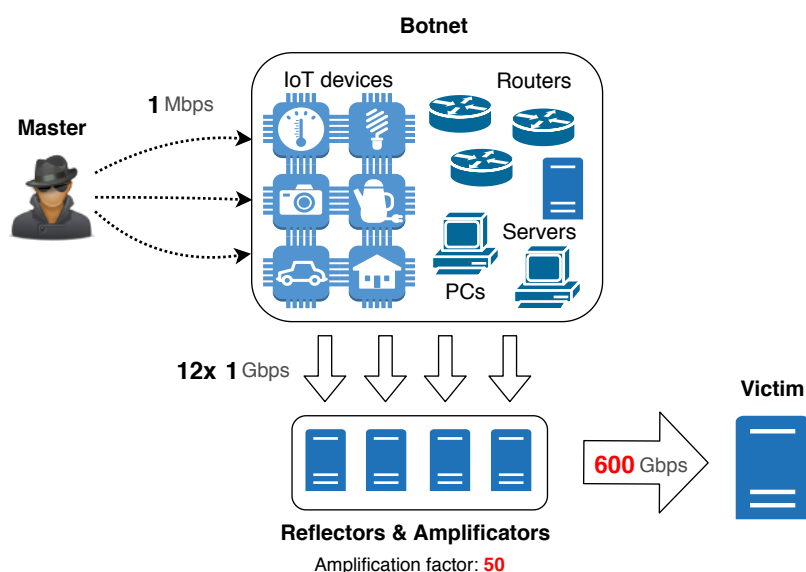 Botnet
IoT devices
Routers
1 Mbps
Master
Servers
PCs
12x 1 Gbps
Victim
600 Gbps
Reflectors & Amplificators
Amplification factor: 50